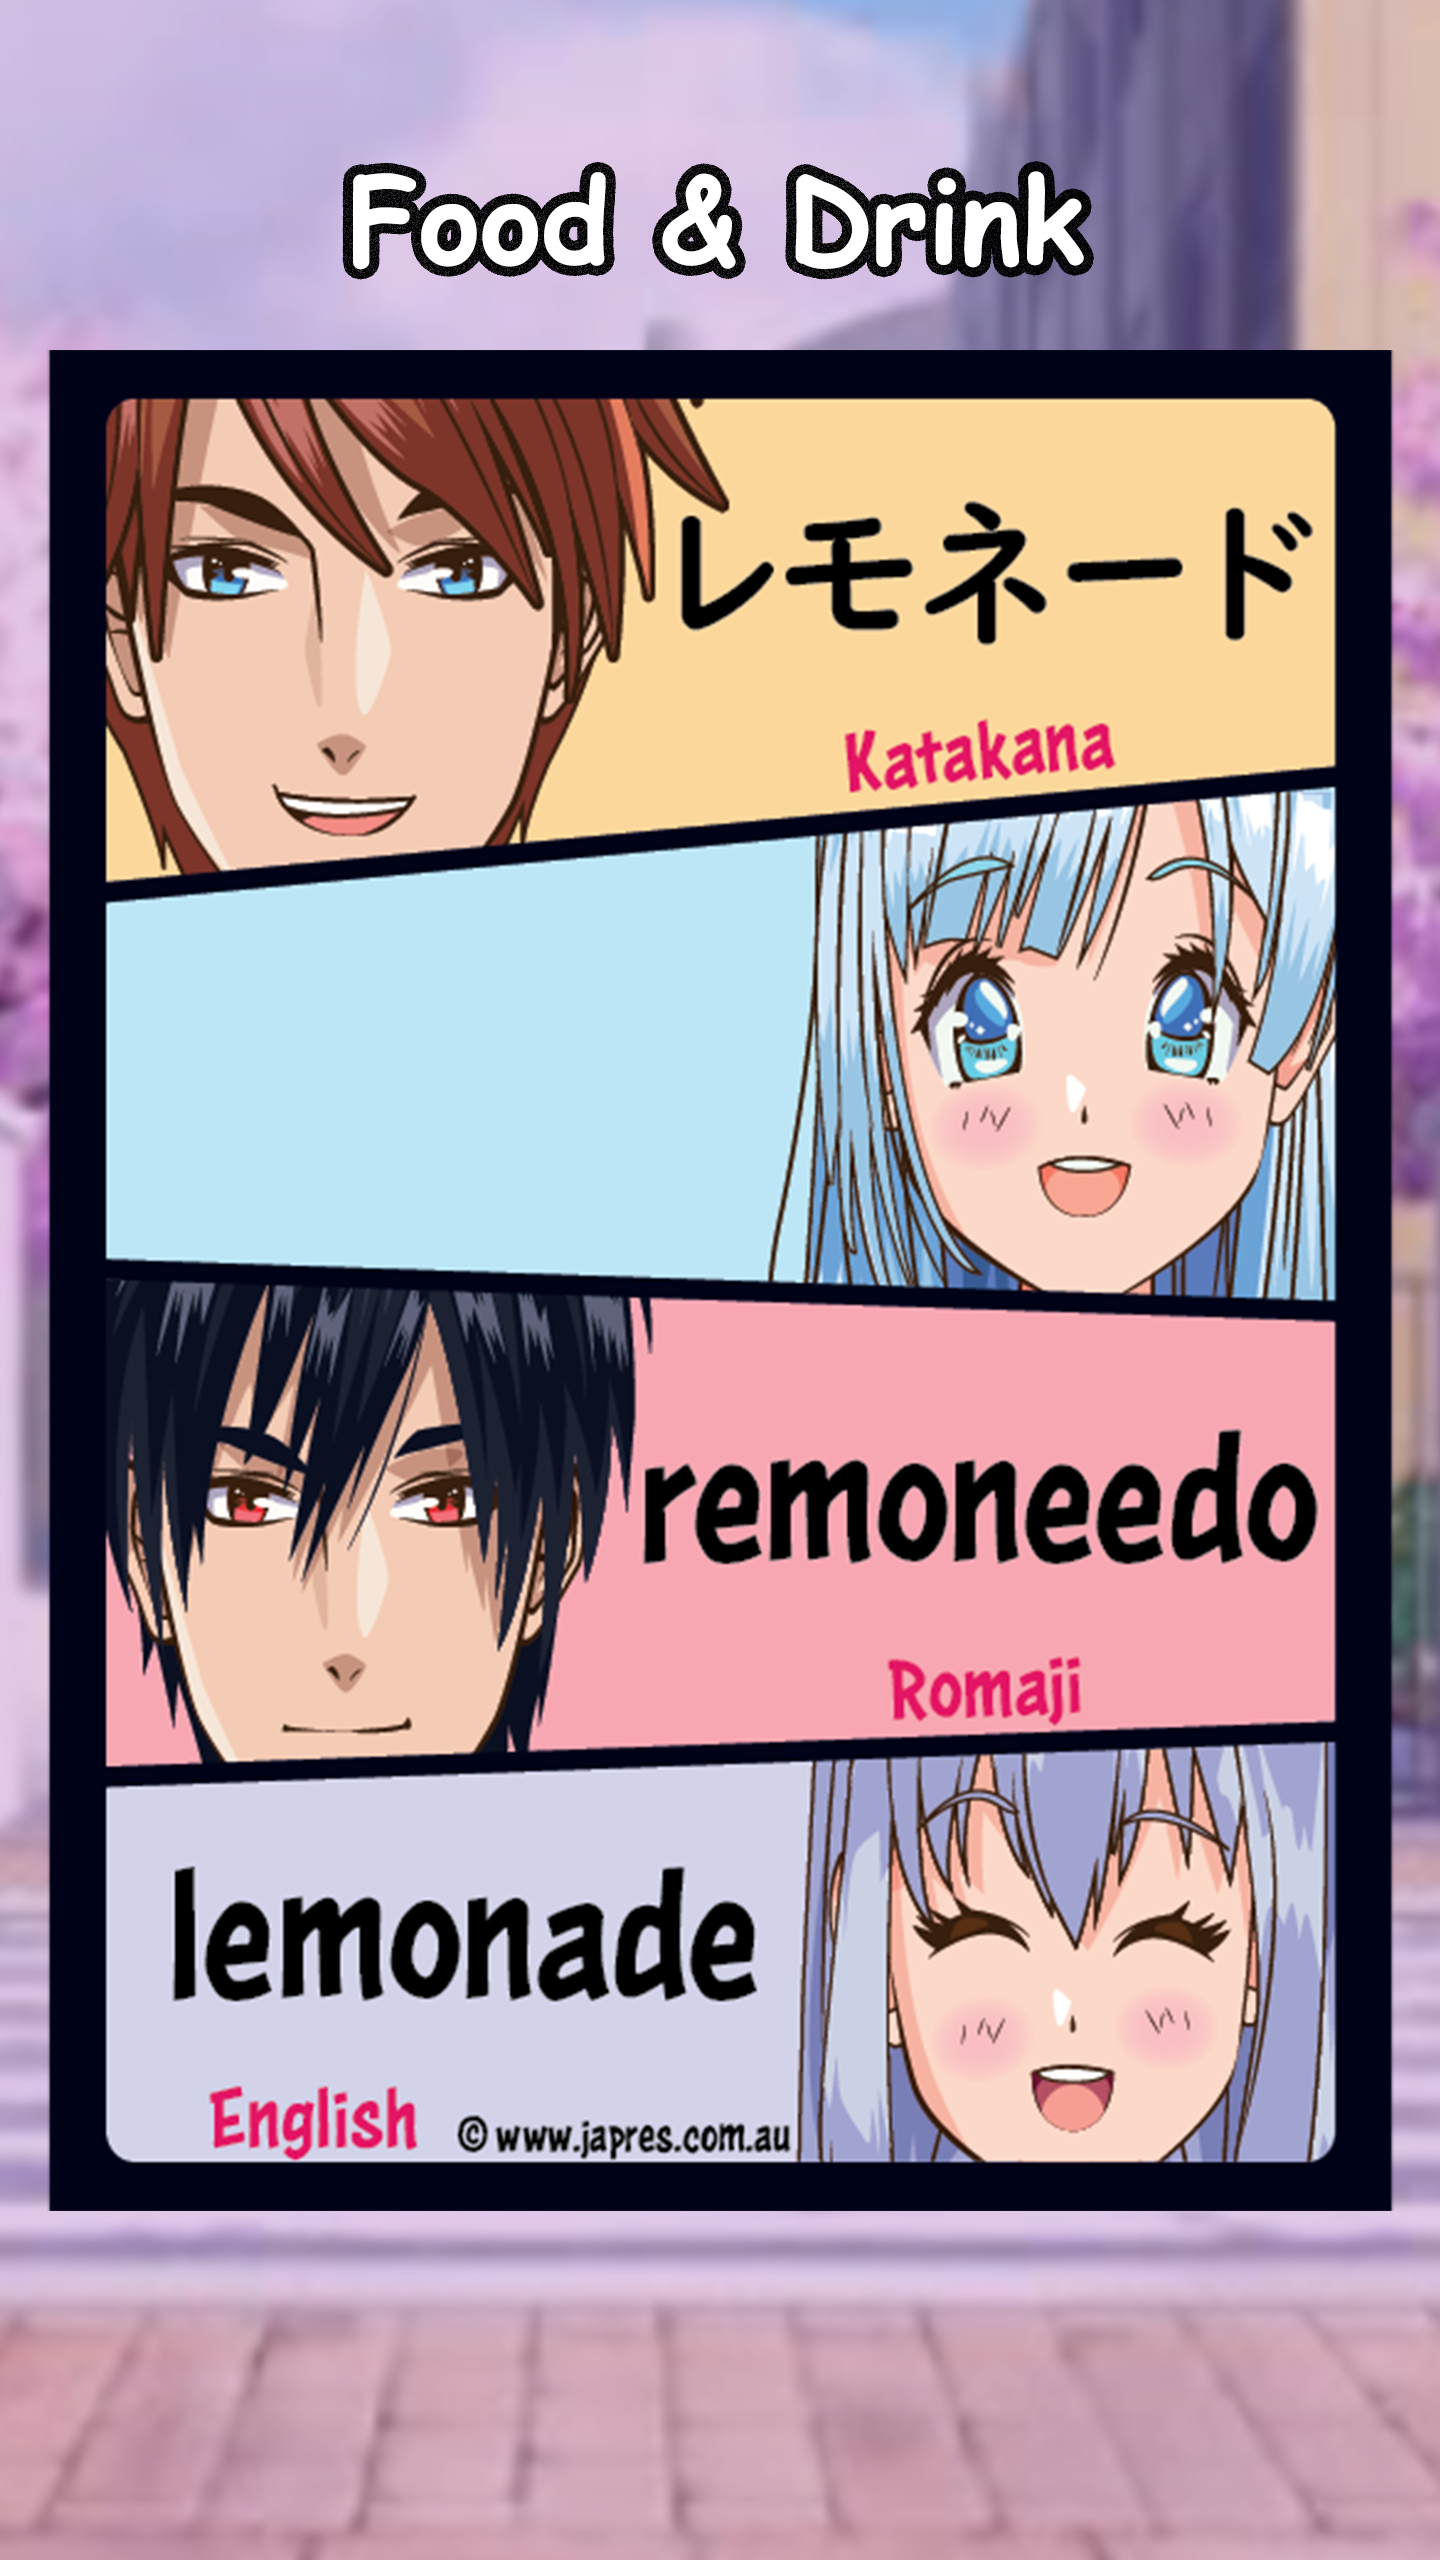 Food & Drink
レモネード
Katakana
remoneedo
Romaji
lemonade
English
© www.japres.com.au